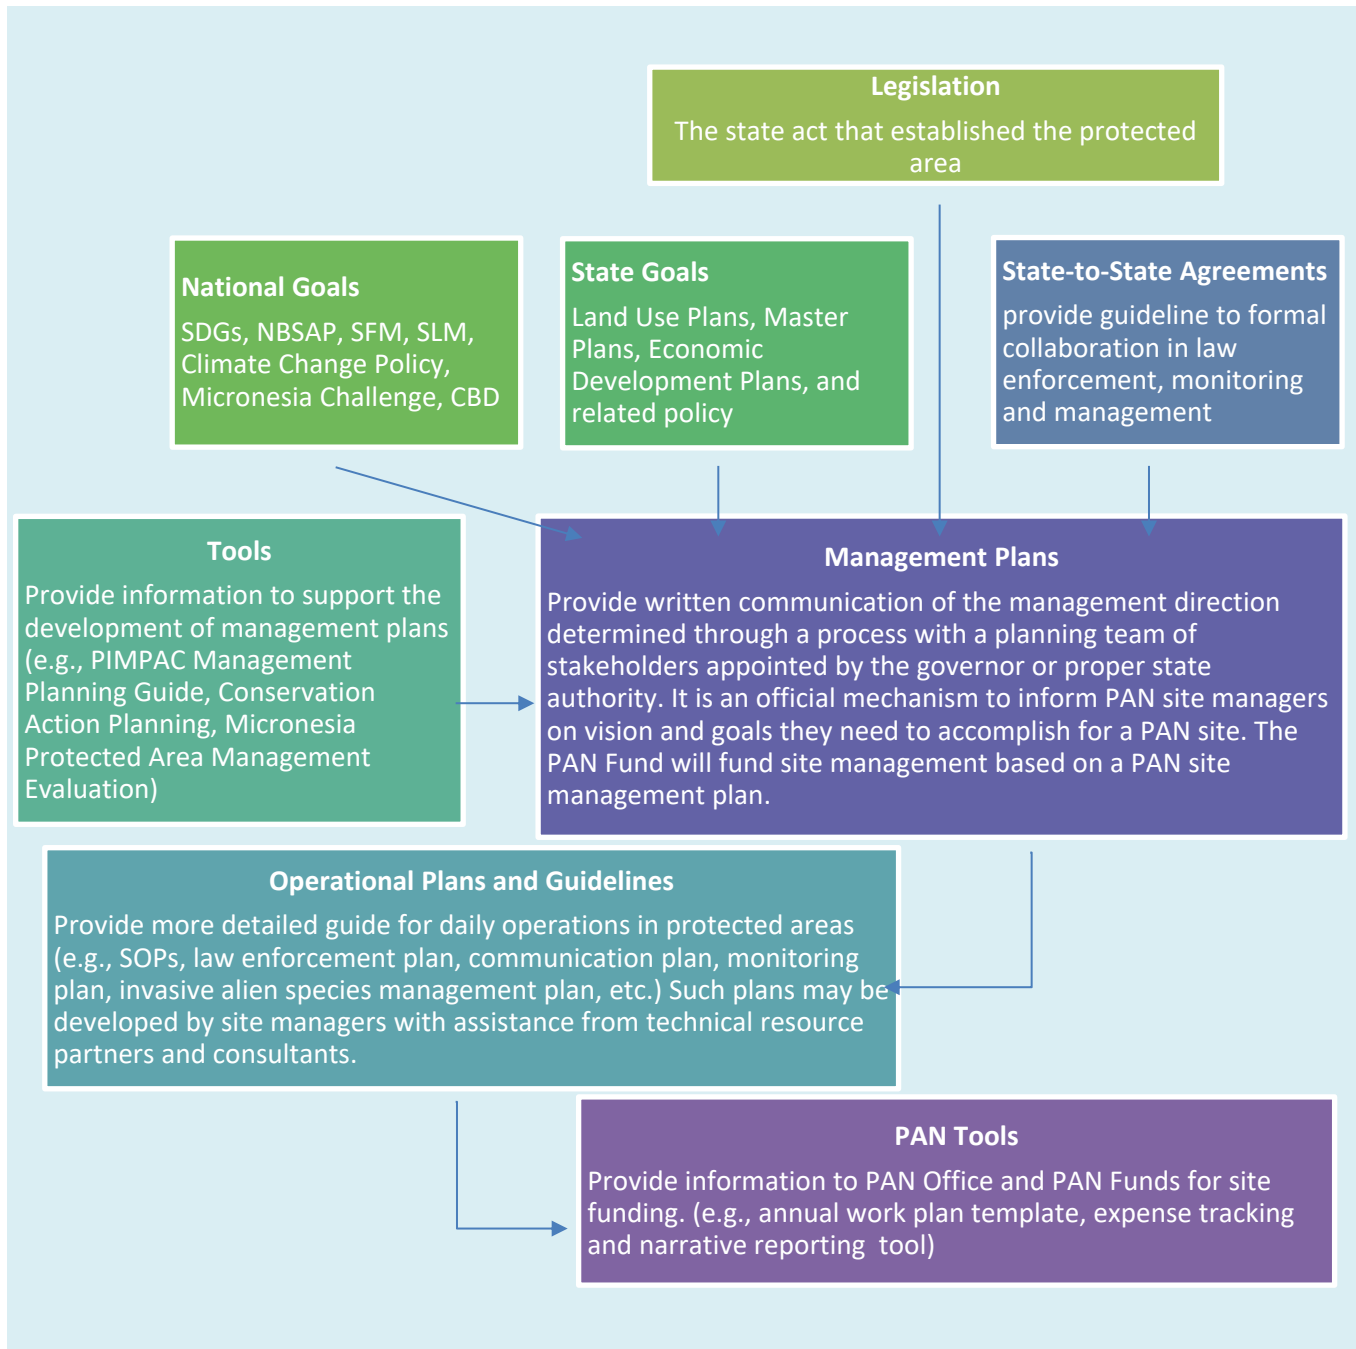 Legislation
The state act that established the protected
area
National Goals
SDGs, NBSAP, SFM, SLM,
Climate Change Policy,
Micronesia Challenge, CBD
State Goals
Land Use Plans, Master
Plans, Economic
Development Plans, and
related policy
State-to-State Agreements
provide guideline to formal
collaboration in law
enforcement, monitoring
and management
Tools
Provide information to support the
development of management plans
(e.g., PIMPAC Management
Planning Guide, Conservation
Action Planning, Micronesia
Protected Area Management
Evaluation)
Management Plans
Provide written communication of the management direction
determined through a process with a planning team of
stakeholders appointed by the governor or proper state
authority. It is an official mechanism to inform PAN site managers
on vision and goals they need to accomplish for a PAN site. The
PAN Fund will fund site management based on a PAN site
management plan.
Operational Plans and Guidelines
Provide more detailed guide for daily operations in protected areas
(e.g., SOPs, law enforcement plan, communication plan, monitoring
plan, invasive alien species management plan, etc.) Such plans may be
developed by site managers with assistance from technical resource
partners and consultants.
PAN Tools
Provide information to PAN Office and PAN Funds for site
funding. (e.g., annual work plan template, expense tracking
and narrative reporting  tool)